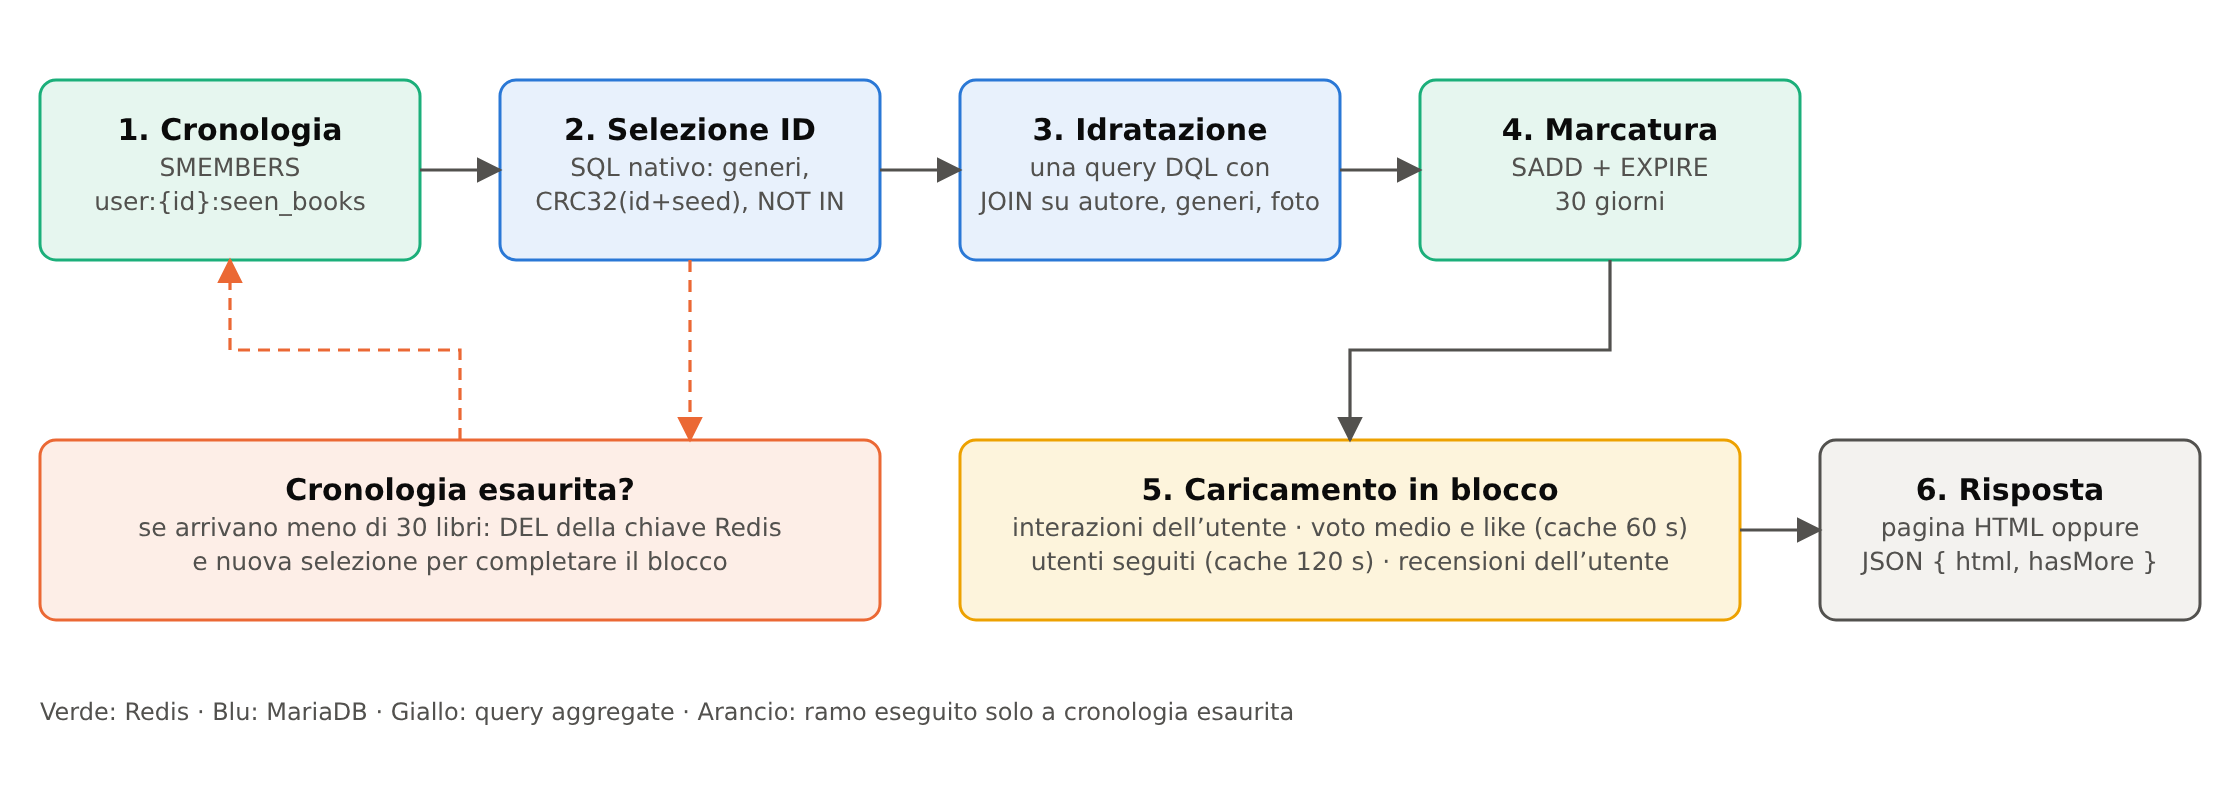 1. Cronologia
SMEMBERS
user:{id}:seen_books
2. Selezione ID
SQL nativo: generi,
CRC32(id+seed), NOT IN
3. Idratazione
una query DQL con
JOIN su autore, generi, foto
4. Marcatura
SADD + EXPIRE
30 giorni
Cronologia esaurita?
se arrivano meno di 30 libri: DEL della chiave Redis
e nuova selezione per completare il blocco
5. Caricamento in blocco
interazioni dell’utente · voto medio e like (cache 60 s)
utenti seguiti (cache 120 s) · recensioni dell’utente
6. Risposta
pagina HTML oppure
JSON { html, hasMore }
Verde: Redis · Blu: MariaDB · Giallo: query aggregate · Arancio: ramo eseguito solo a cronologia esaurita